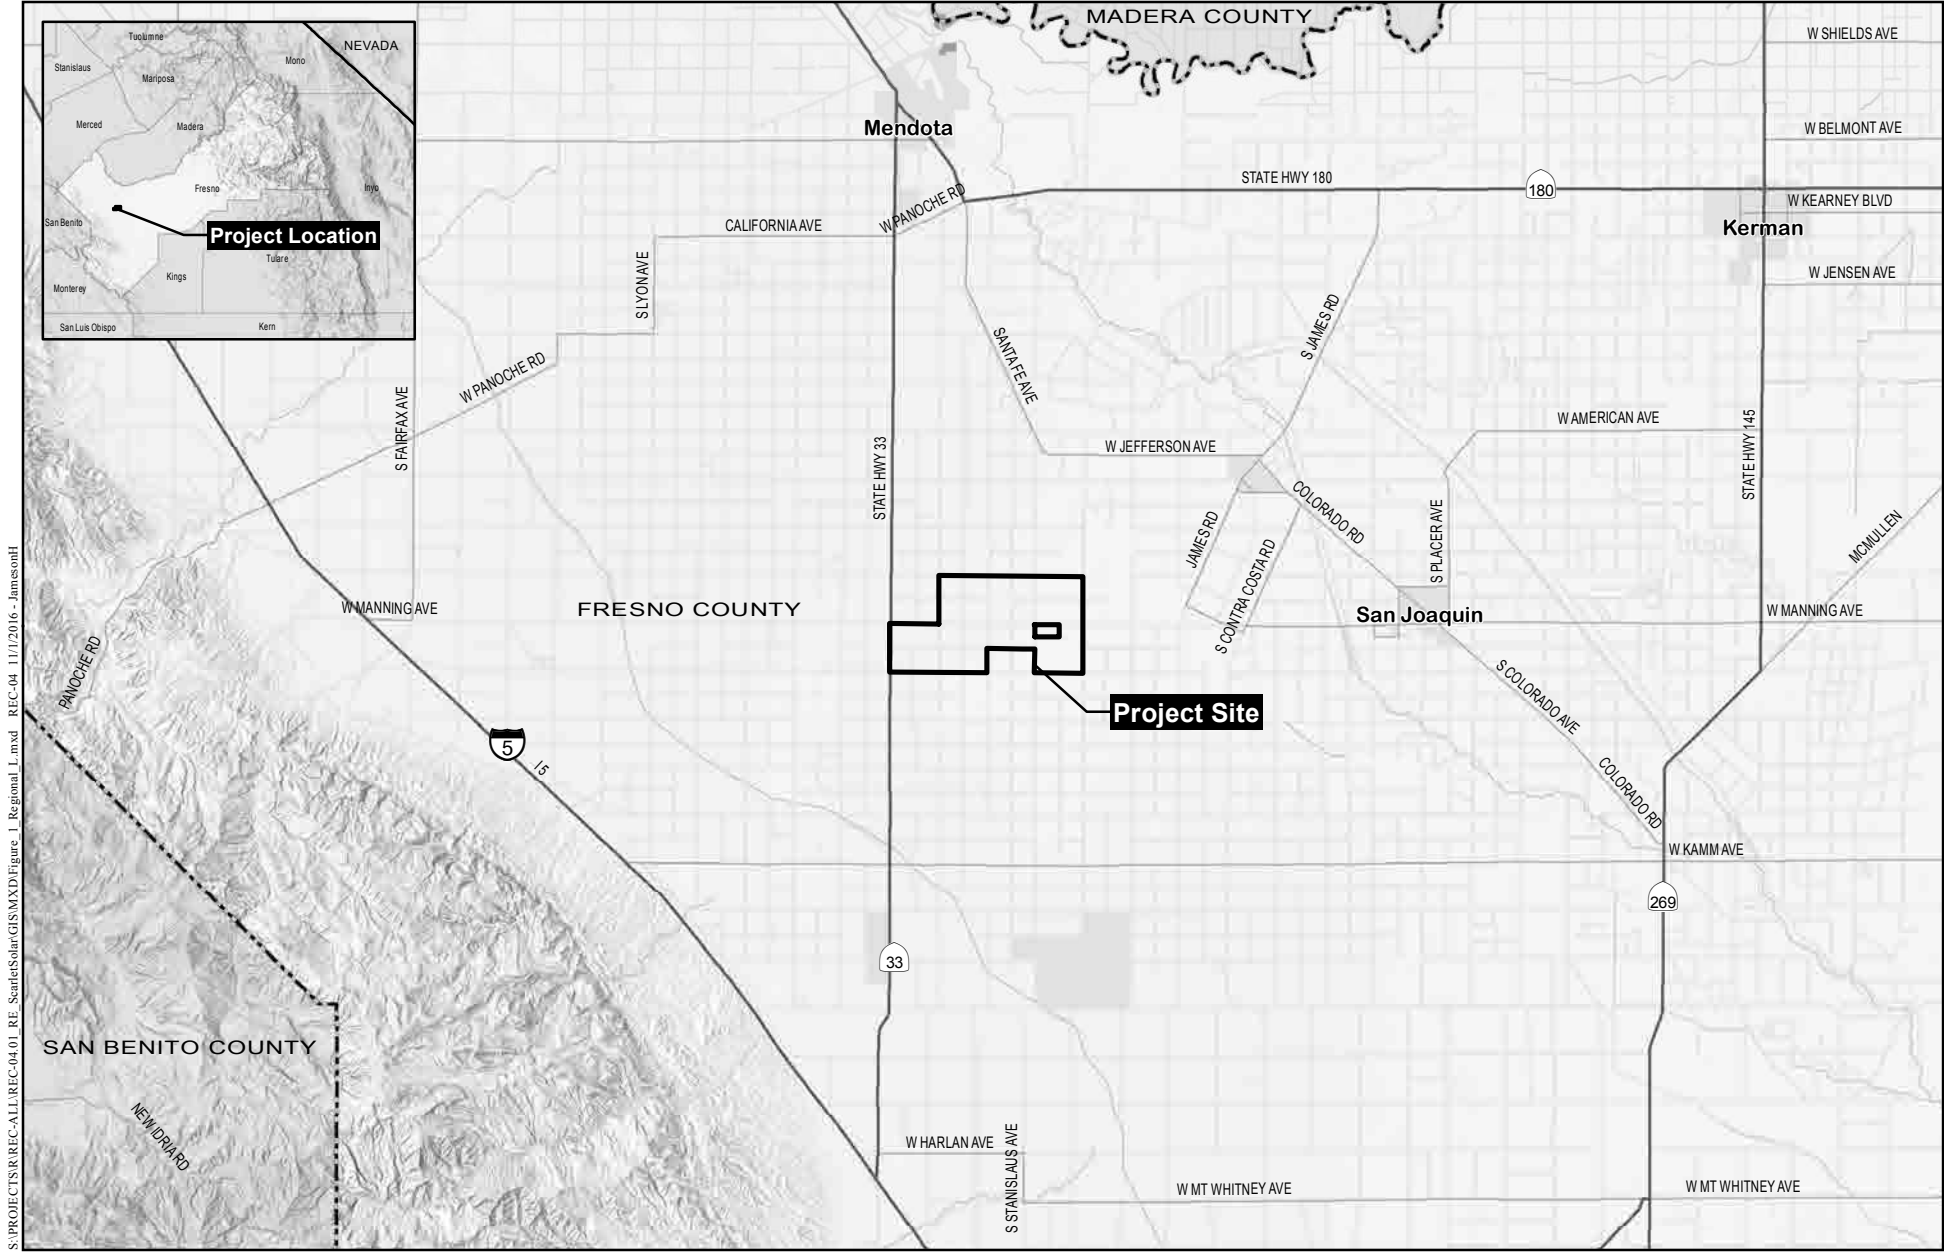 MADERA COUNTY
W SHIELDS AVE
Tuolumne
NEVADA
Stanislaus
Mono
Mariposa
Merced
Madera
Fresno
Inyo
San Benito
Project Location
Tulare
Kings
Monterey
San Luis Obispo
Kern
Mendota
W BELMONT AVE
STATE HWY 180
180
W PANOCHE RD
W KEARNEY BLVD
CALIFORNIA AVE
Kerman
S LYON AVE
W JENSEN AVE
S JAMES RD
SANTA FE AVE
W PANOCHE RD
S FAIRFAX AVE
W AMERICAN AVE
STATE HWY 145
W JEFFERSON AVE
STATE HWY 33
COLORADO RD
S PLACER AVE
JAMES RD
S CONTRA COSTA RD
MCMULLEN
W MANNING AVE
FRESNO COUNTY
San Joaquin
W MANNING AVE
PANOCHE RD
Project Site
S COLORADO AVE
5
I 5
COLORADO RD
W KAMM AVE
269
33
SAN BENITO COUNTY
NEW IDRIA RD
W HARLAN AVE
S STANISLAUS AVE
W MT WHITNEY AVE
W MT WHITNEY AVE
S:\PROJECTS\R\REC-ALL\REC-04.01_RE_ScarletSolar\GIS\MXD\Figure_1_Regional_L.mxd REC-04 11/1/2016 - JamesonH